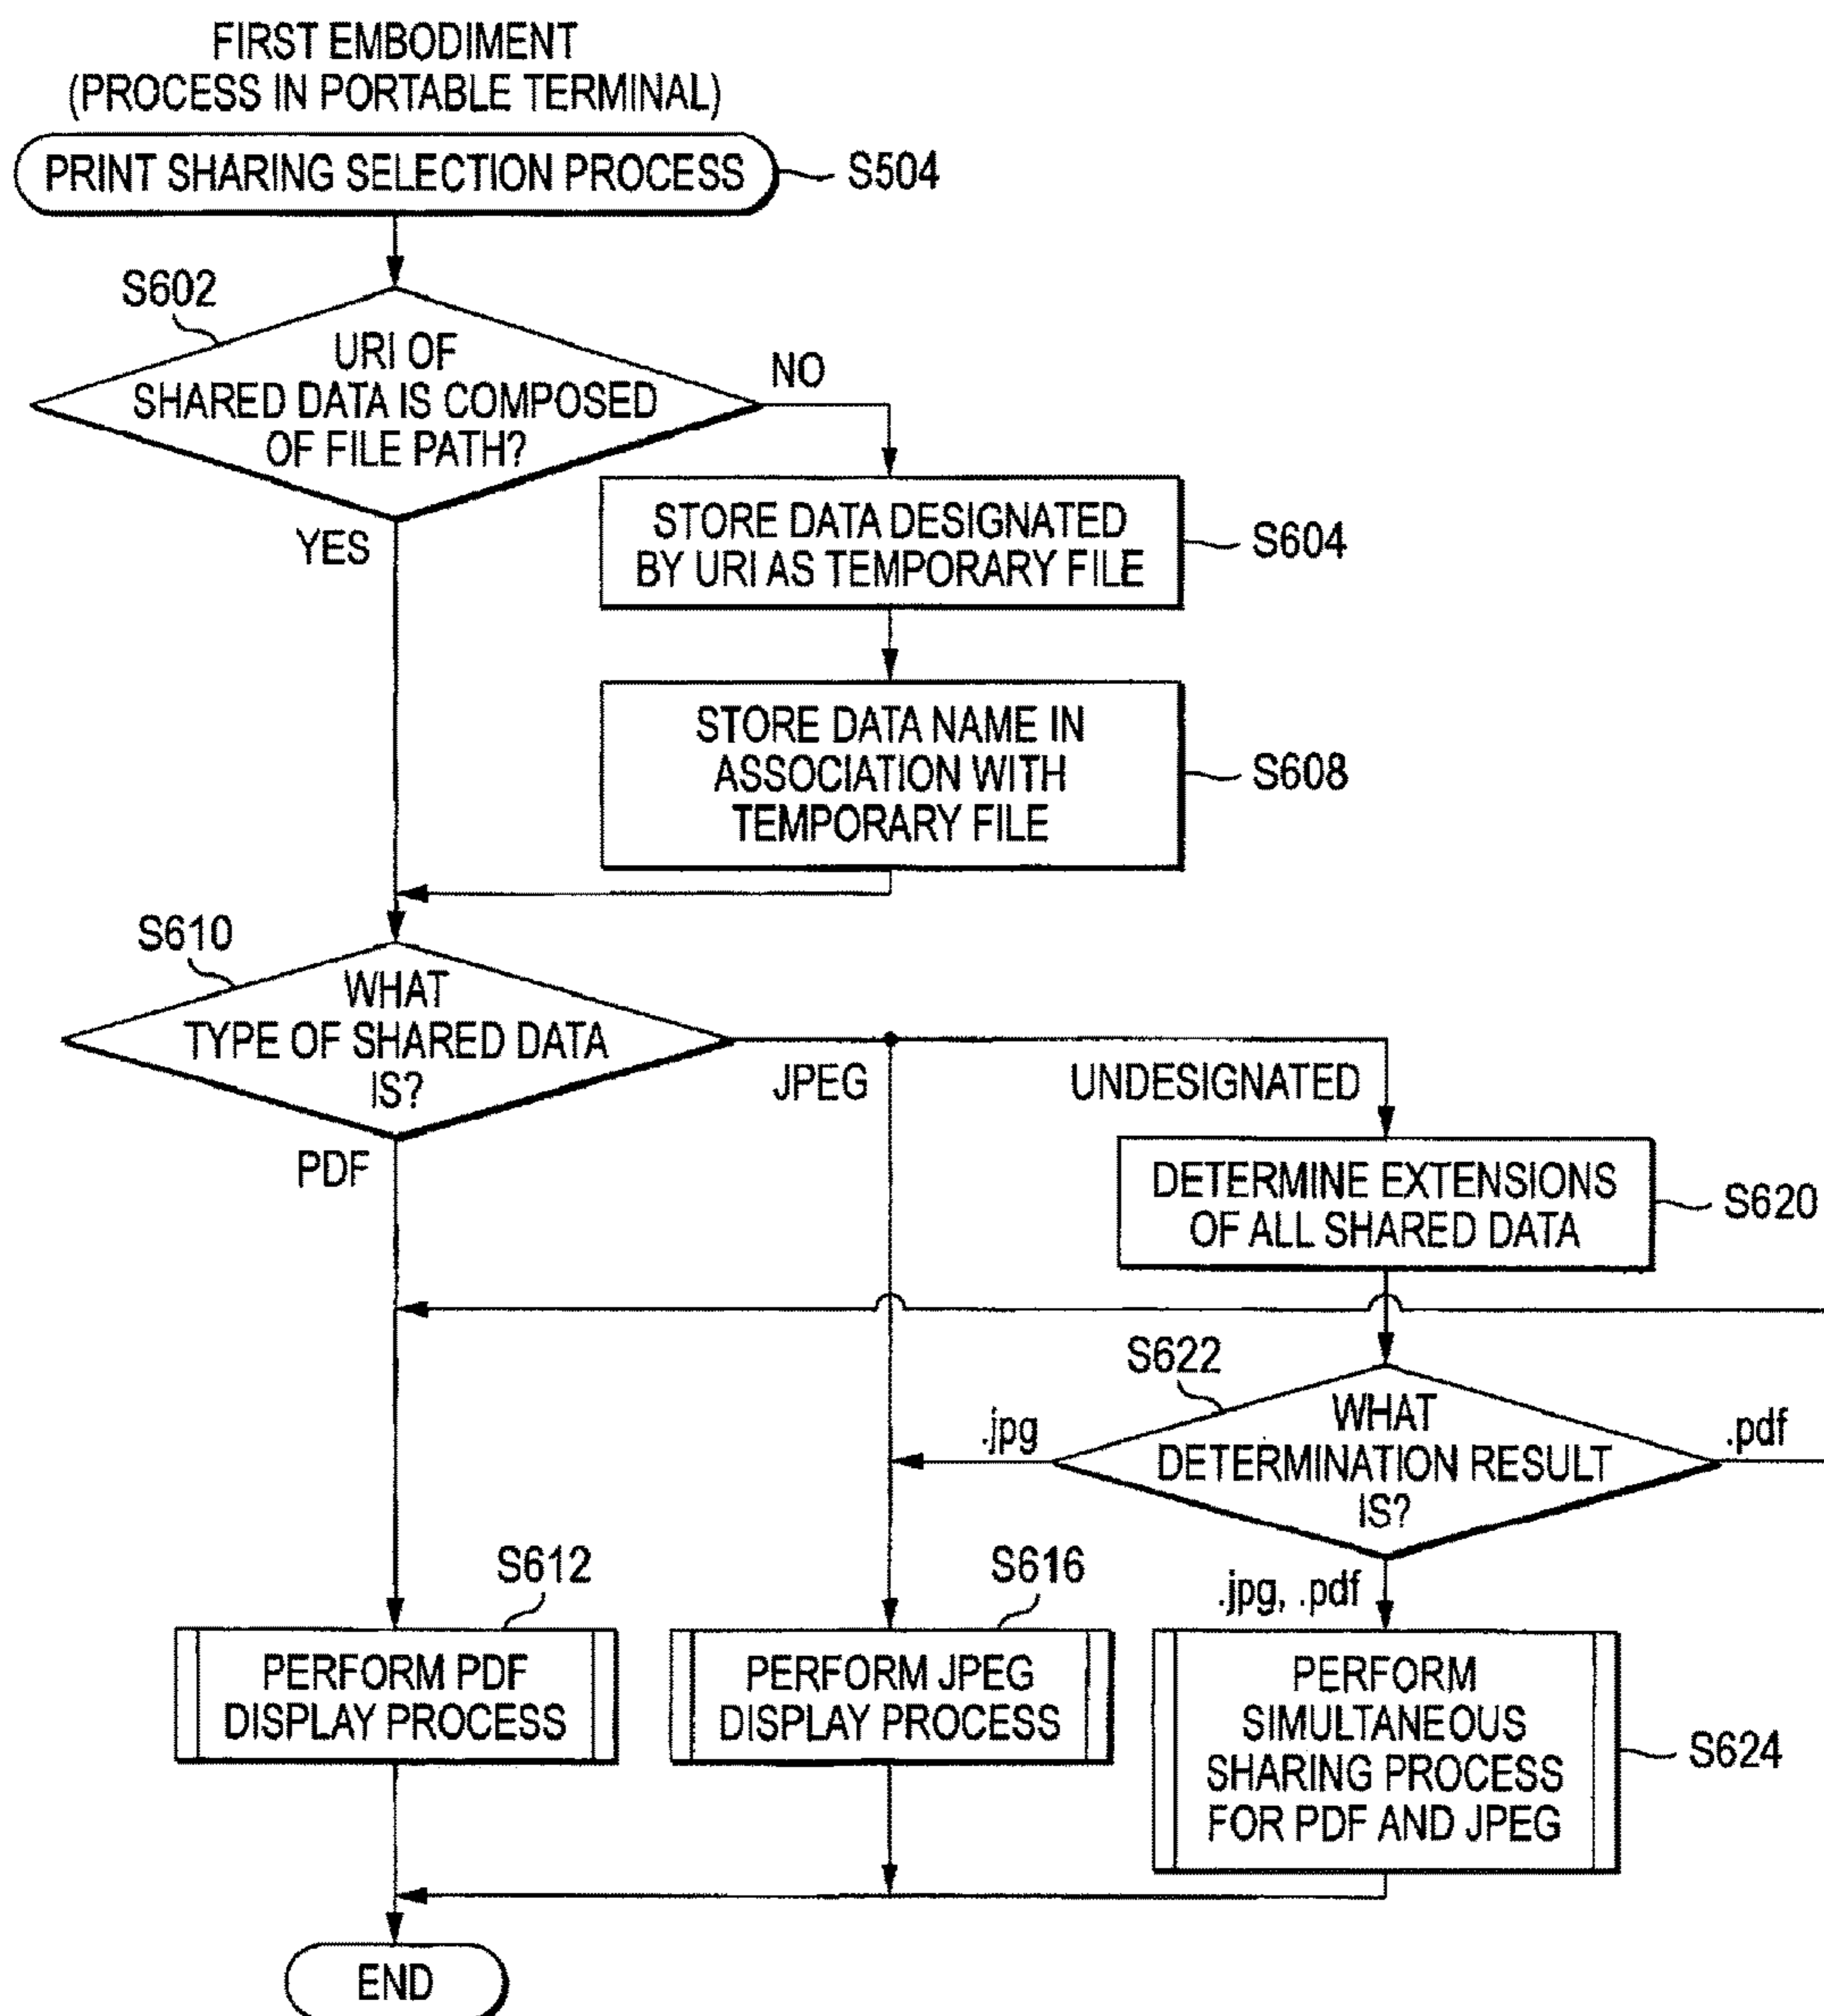 FIRST EMBODIMENT
(PROCESS IN PORTABLE TERMINAL)
PRINT SHARING SELECTION PROCESS
S504
S602
URI OF
SHARED DATA IS COMPOSED
OF FILE PATH?
NO
YES
STORE DATA DESIGNATED
BY URI AS TEMPORARY FILE
S604
STORE DATA NAME IN
ASSOCIATION WITH
TEMPORARY FILE
S608
S610
WHAT
TYPE OF SHARED DATA
IS?
JPEG
UNDESIGNATED
PDF
DETERMINE EXTENSIONS
OF ALL SHARED DATA
S620
S622
WHAT
DETERMINATION RESULT
IS?
.jpg
.pdf
.jpg, .pdf
S612
PERFORM PDF
DISPLAY PROCESS
S616
PERFORM JPEG
DISPLAY PROCESS
PERFORM
SIMULTANEOUS
SHARING PROCESS
FOR PDF AND JPEG
S624
END